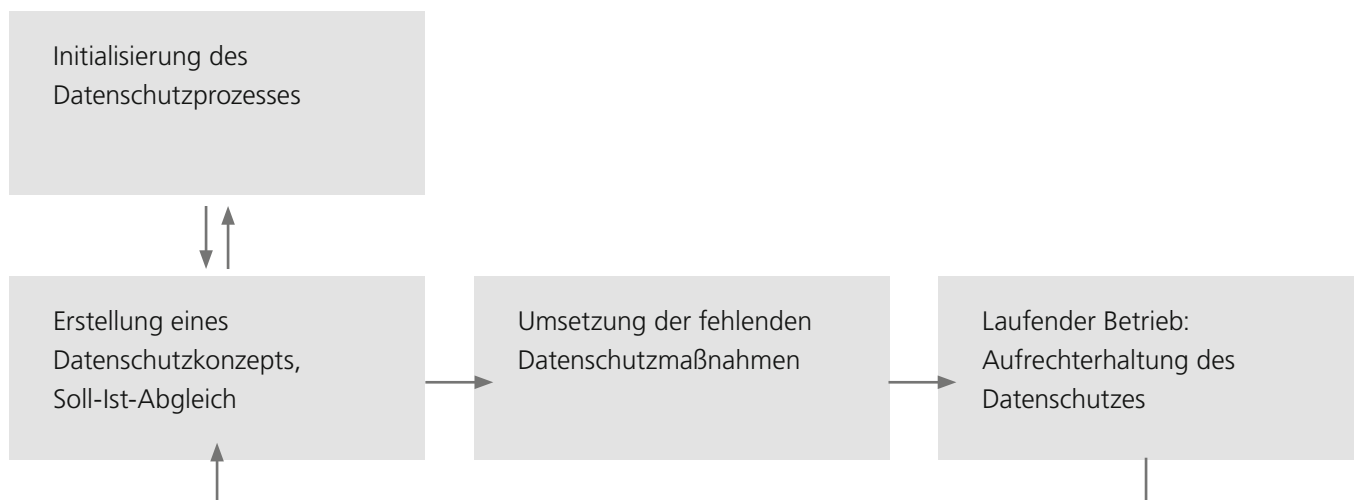 Initialisierung des
Datenschutzprozesses
Erstellung eines
Datenschutzkonzepts,
Soll-Ist-Abgleich
Umsetzung der fehlenden
Datenschutzmaßnahmen
Laufender Betrieb:
Aufrechterhaltung des
Datenschutzes